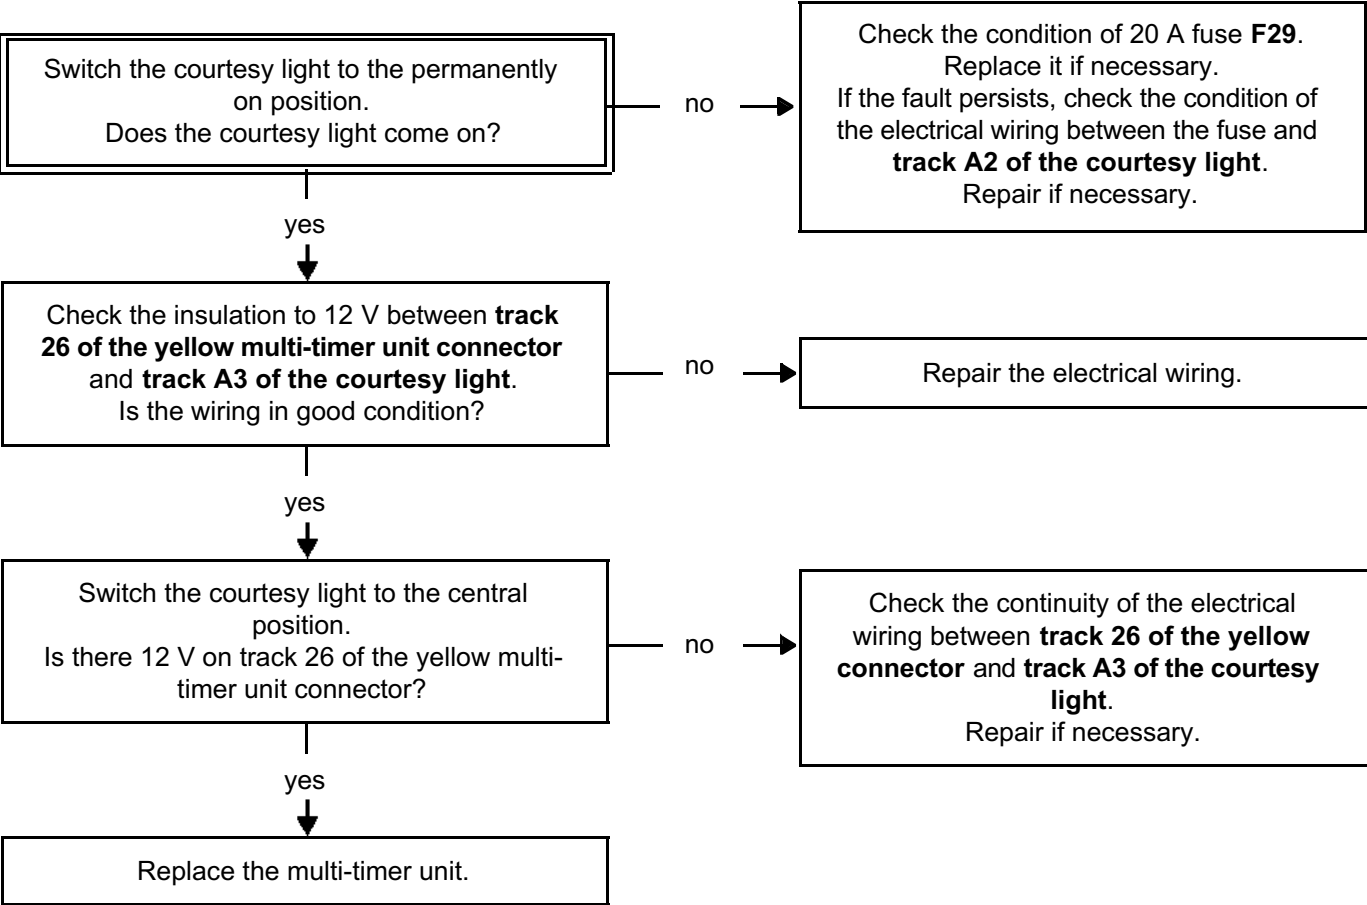 Switch the courtesy light to the permanently
on position.
Does the courtesy light come on?
no
Check the condition of 20 A fuse F29.
Replace it if necessary.
If the fault persists, check the condition of
the electrical wiring between the fuse and
track A2 of the courtesy light.
Repair if necessary.
yes
Check the insulation to 12 V between track
26 of the yellow multi-timer unit connector
and track A3 of the courtesy light.
Is the wiring in good condition?
no
Repair the electrical wiring.
yes
Switch the courtesy light to the central
position.
Is there 12 V on track 26 of the yellow multi-
timer unit connector?
no
Check the continuity of the electrical
wiring between track 26 of the yellow
connector and track A3 of the courtesy
light.
Repair if necessary.
yes
Replace the multi-timer unit.